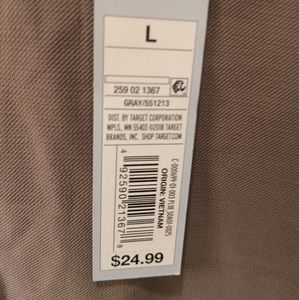 L
259 02 1367
GRAY/551213
DIST. BY TARGET CORPORATION
MPLS., MN 55403 ©2018 TARGET
BRANDS, INC. SHOP TARGET.COM
ORIGIN: VIETNAM
4 92590 21367 8
$24.99